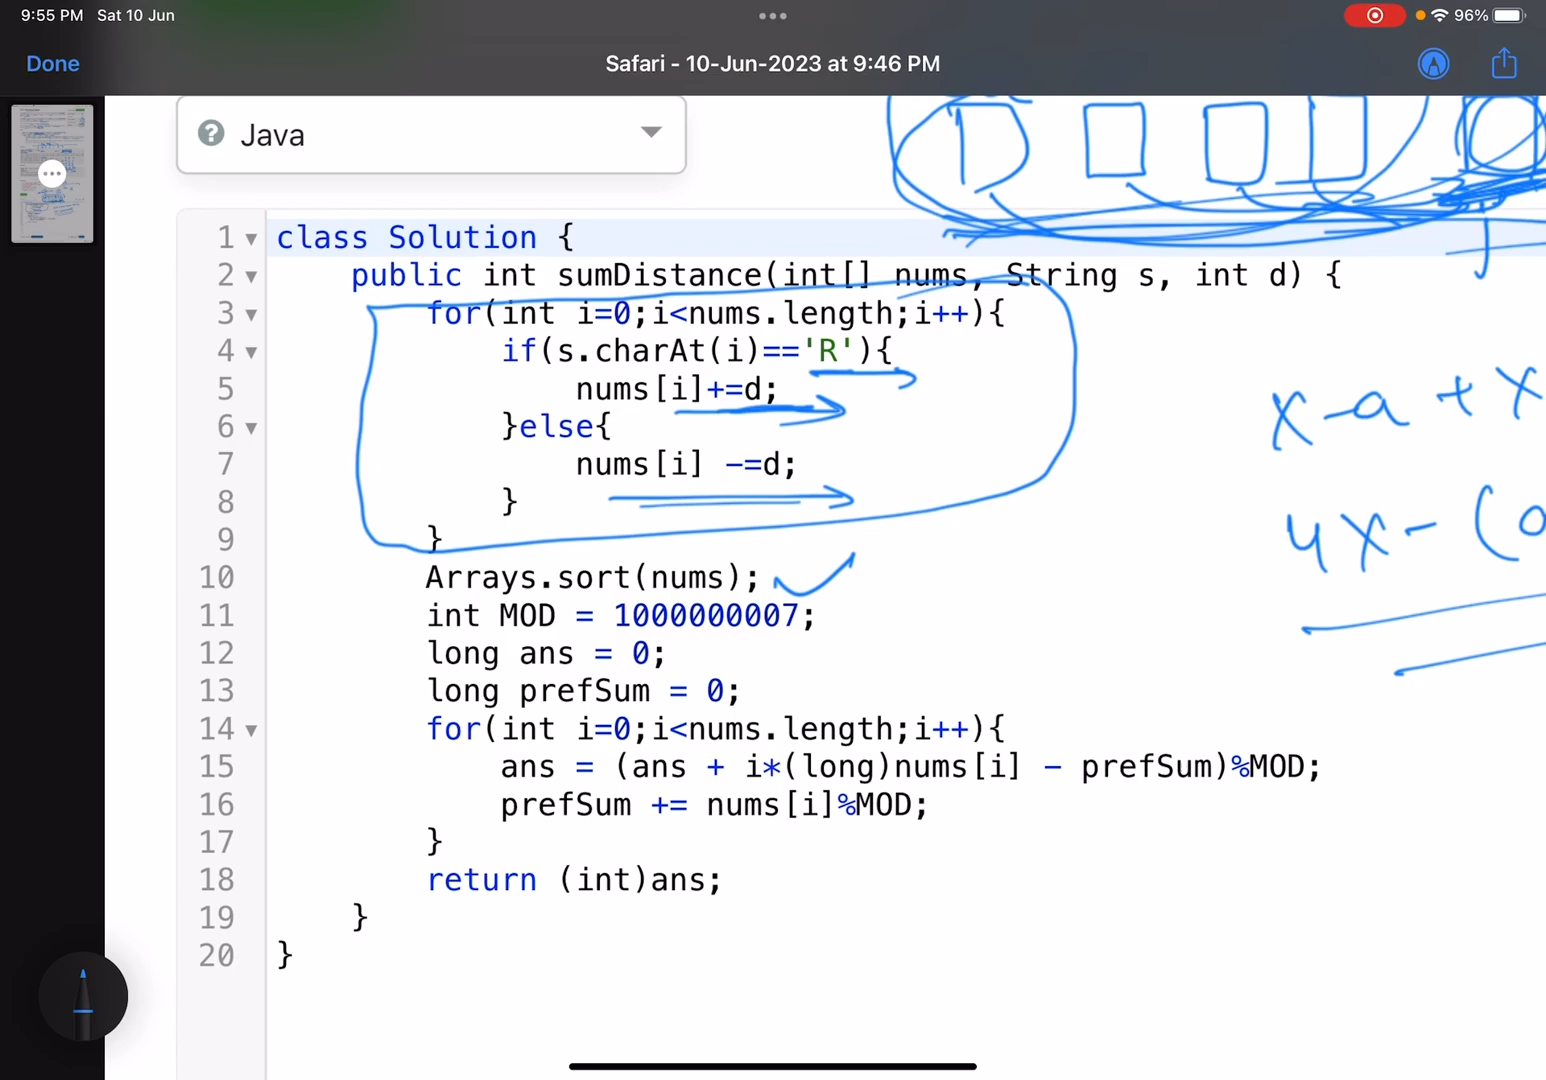 9:55 PM Sat 10 Jun
96%
Done
Safari - 10-Jun-2023 at 9:46 PM
Java
1 class Solution {
2 public int sumDistance(int[] nums, String s, int d) {
3 for(int i=0;i<nums.length;i++){
4 if(s.charAt(i)=='R'){
5 nums[i]+=d;
6 }else{
7 nums[i] -=d;
8 }
9 }
10 Arrays.sort(nums);
11 int MOD = 1000000007;
12 long ans = 0;
13 long prefSum = 0;
14 for(int i=0;i<nums.length;i++){
15 ans = (ans + i*(long)nums[i] - prefSum)%MOD;
16 prefSum += nums[i]%MOD;
17 }
18 return (int)ans;
19 }
20 }
x-a + x
4x- (